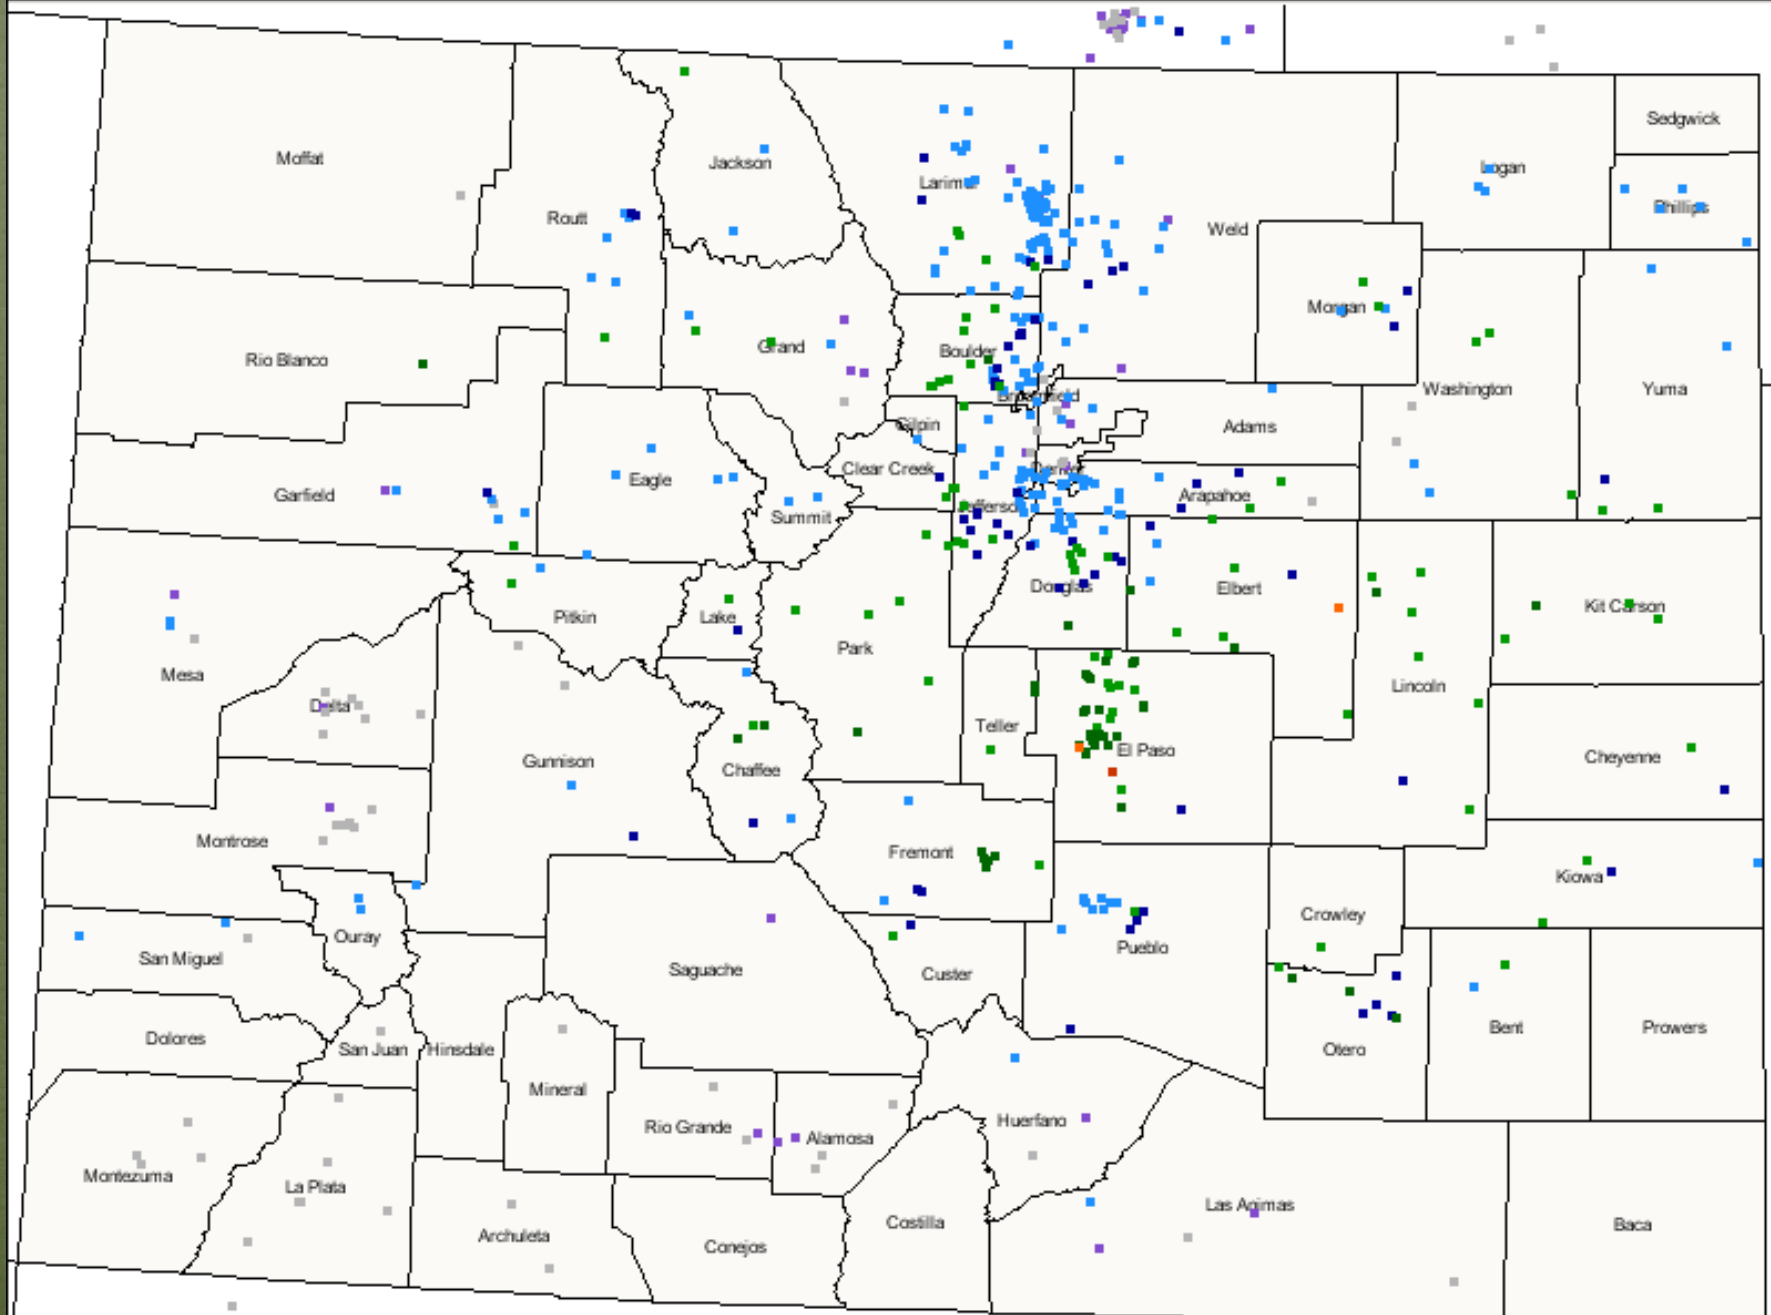 Sedgwick
Moffat
Jackson
Larimer
Logan
Routt
Weld
Phillips
Morgan
Grand
Boulder
Rio Blanco
Washington
Yuma
Broomfield
Gilpin
Adams
Clear Creek
Denver
Eagle
Garfield
Arapahoe
Summit
Jefferson
Douglas
Elbert
Kit Carson
Pitkin
Lake
Park
Mesa
Lincoln
Delta
Teller
El Paso
Cheyenne
Gunnison
Chaffee
Montrose
Fremont
Kiowa
Crowley
Ouray
Pueblo
San Miguel
Saguache
Custer
Dolores
San Juan
Hinsdale
Otero
Bent
Prowers
Mineral
Huerfano
Rio Grande
Alamosa
Montezuma
La Plata
Las Animas
Costilla
Baca
Archuleta
Conejos